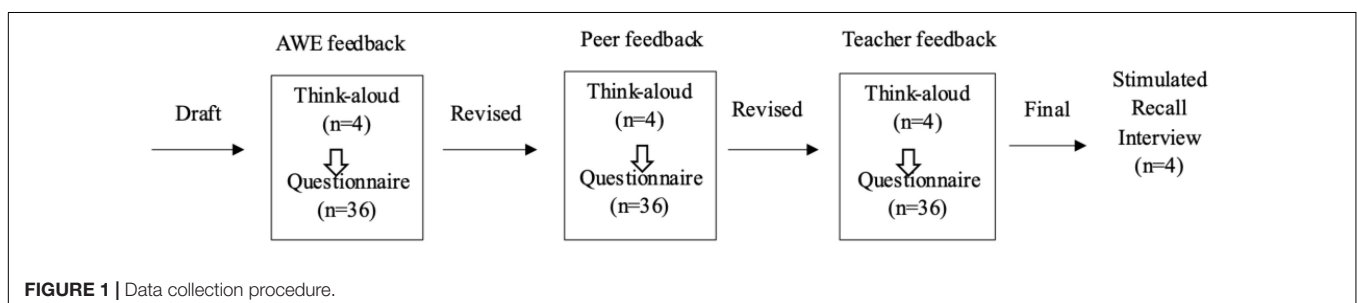 AWE feedback
Peer feedback
Teacher feedback
Draft
Think-aloud
(n=4)
Questionnaire
(n=36)
Revised
Think-aloud
(n=4)
Questionnaire
(n=36)
Revised
Think-aloud
(n=4)
Questionnaire
(n=36)
Final
Stimulated
Recall
Interview
(n=4)
FIGURE 1 | Data collection procedure.